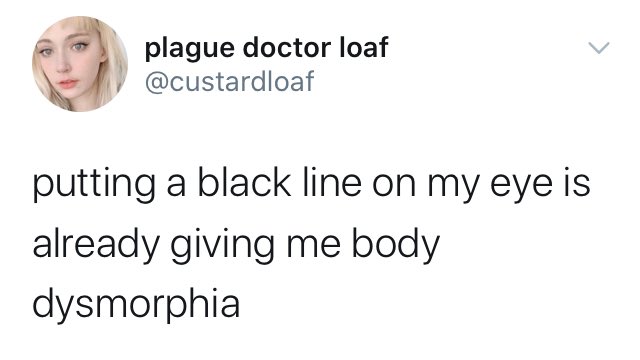 plague doctor loaf
@custardloaf
putting a black line on my eye is
already giving me body
dysmorphia